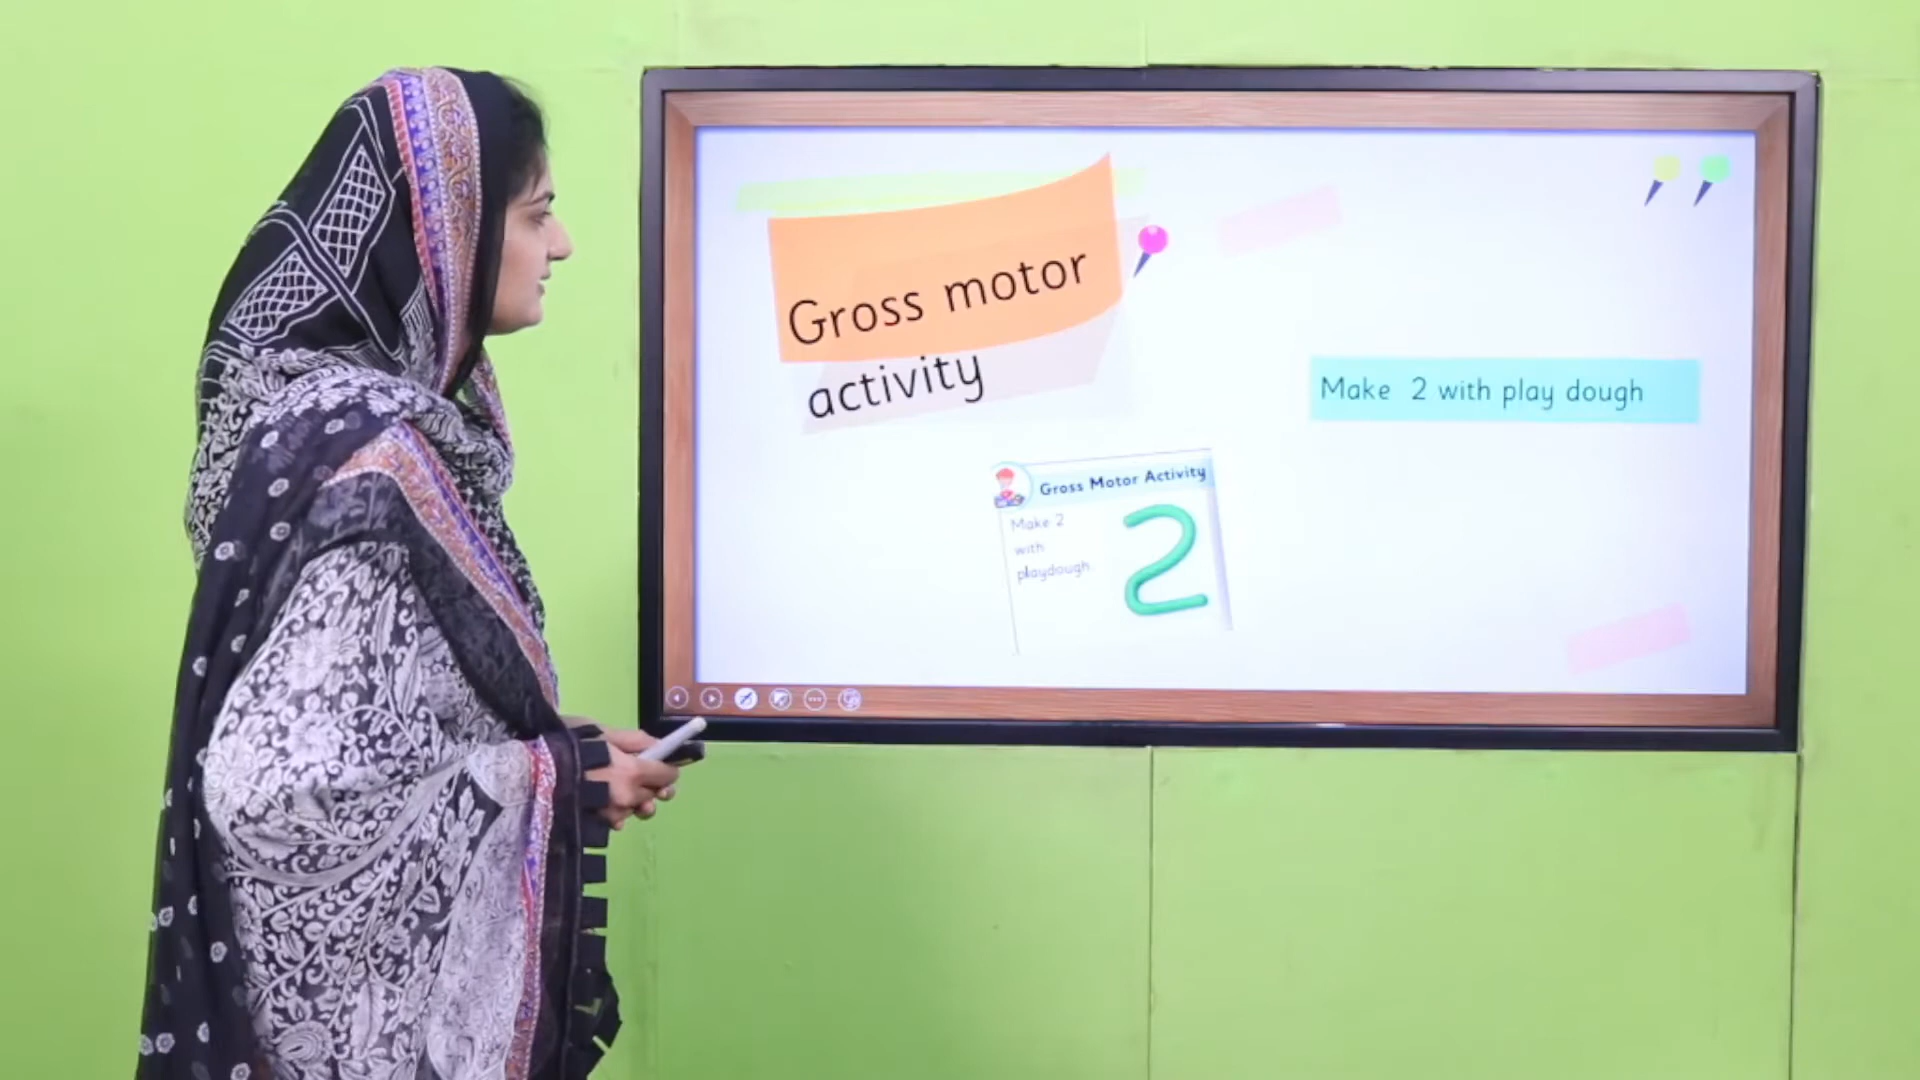 Gross motor
activity
Make 2 with play dough
Gross Motor Activity
Make 2
with
playdough.
2